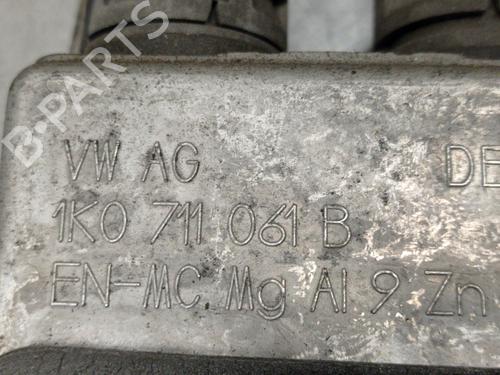 B-PARTS
VW AG DE
1K0 711 061 B
EN-MC Mg Al 9 Zn